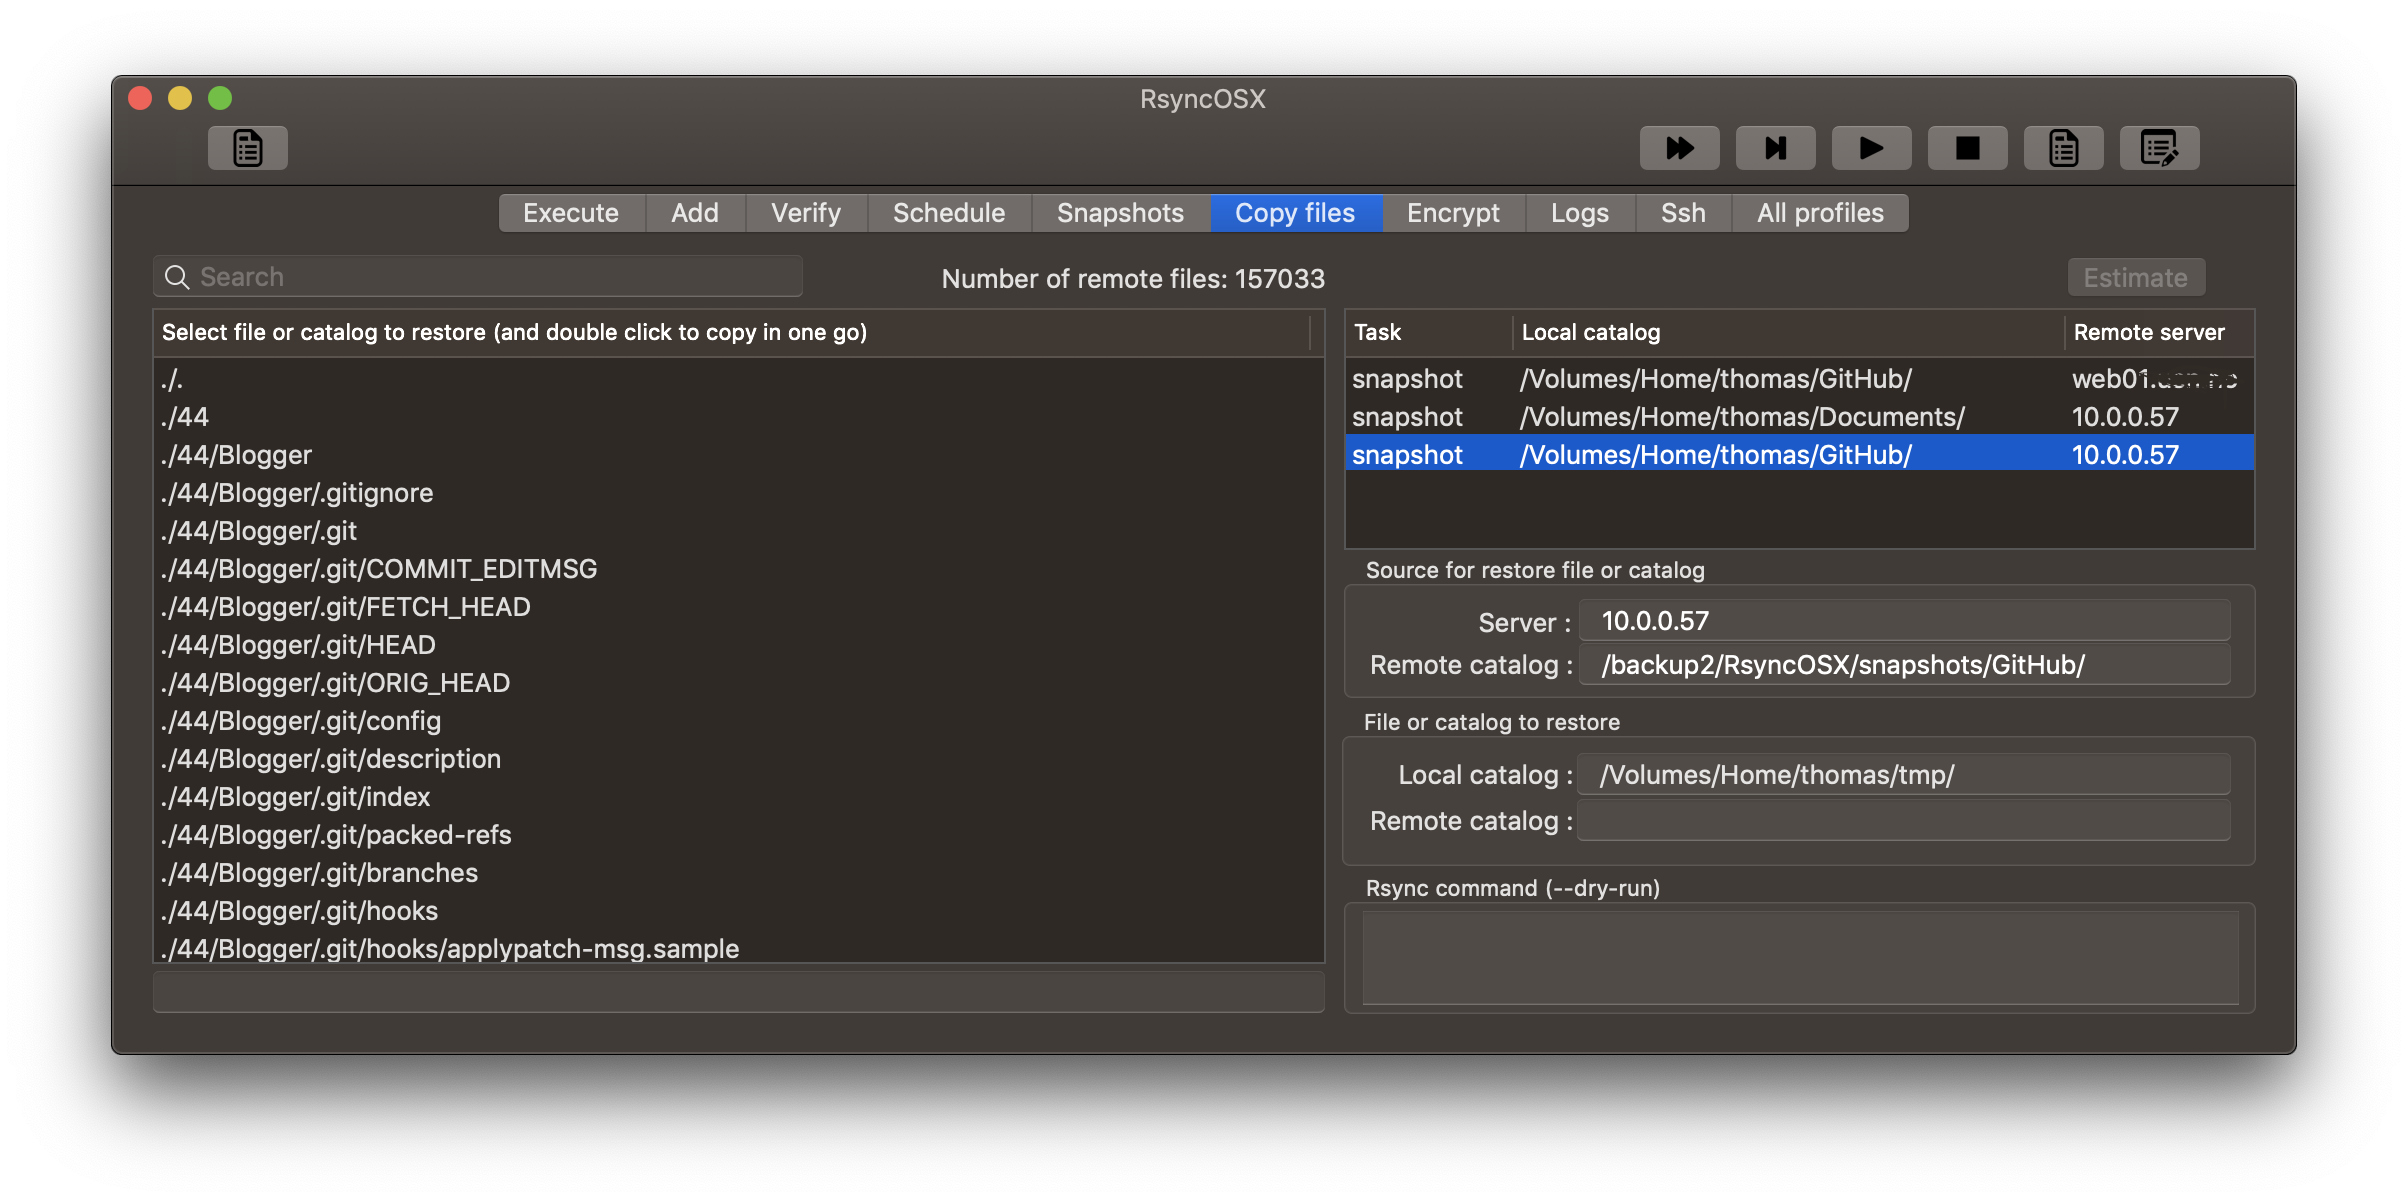 RsyncOSX
Execute Add Verify Schedule Snapshots Copy files Encrypt Logs Ssh All profiles
Search
Number of remote files: 157033
Estimate
Select file or catalog to restore (and double click to copy in one go)
./.
./44
./44/Blogger
./44/Blogger/.gitignore
./44/Blogger/.git
./44/Blogger/.git/COMMIT_EDITMSG
./44/Blogger/.git/FETCH_HEAD
./44/Blogger/.git/HEAD
./44/Blogger/.git/ORIG_HEAD
./44/Blogger/.git/config
./44/Blogger/.git/description
./44/Blogger/.git/index
./44/Blogger/.git/packed-refs
./44/Blogger/.git/branches
./44/Blogger/.git/hooks
./44/Blogger/.git/hooks/applypatch-msg.sample
Task Local catalog Remote server
snapshot /Volumes/Home/thomas/GitHub/
snapshot /Volumes/Home/thomas/Documents/ 10.0.0.57
snapshot /Volumes/Home/thomas/GitHub/ 10.0.0.57
Source for restore file or catalog
Server : 10.0.0.57
Remote catalog : /backup2/RsyncOSX/snapshots/GitHub/
File or catalog to restore
Local catalog : /Volumes/Home/thomas/tmp/
Remote catalog :
Rsync command (--dry-run)